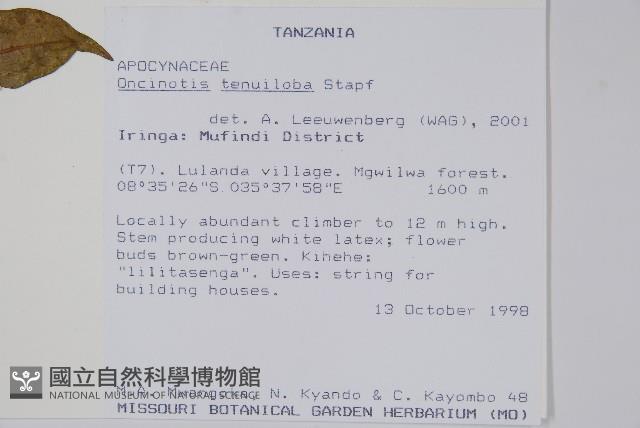 TANZANIA
APOCYNACEAE
Oncinotis tenuiloba Stapf
det. A. Leeuwenberg (WAG), 2001
Iringa: Mufindi District
(T7). Lulanda village. Mgwilwa forest.
08°35'26"S 035°37'58"E 1600 m
Locally abundant climber to 12 m high.
Stem producing white latex; flower
buds brown-green. Kihehe:
"lilitasenga". Uses: string for
building houses.
13 October 1998
國立自然科學博物館
NATIONAL MUSEUM OF NATURAL SCIENCE
N. Kyando & C. Kayombo 48
MISSOURI BOTANICAL GARDEN HERBARIUM (MO)